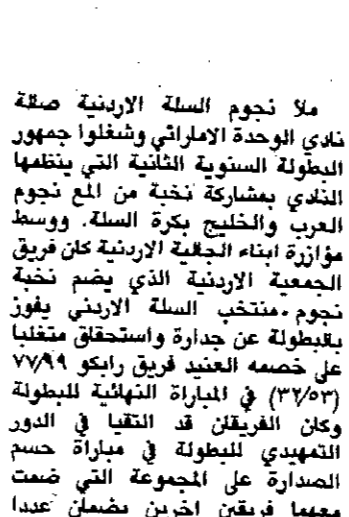 ملأ نجوم السلة الاردنية صالة
نادي الوحدة الاماراتي وشغلوا جمهور
البطولة السنوية الثانية التي ينظمها
النادي بمشاركة نخبة من المع نجوم
العرب والخليج بكرة السلة. ووسط
مؤازرة ابناء الجالية الاردنية كان فريق
الجمعية الاردنية الذي يضم نخبة
نجوم منتخب السلة الاردني يفوز
بالبطولة عن جدارة واستحقاق متغلبا
على خصمه العنيد فريق رابكو ٧٧/٩٩
(٣٢/٥٣) في المباراة النهائية للبطولة
وكان الفريقان قد التقيا في الدور
التمهيدي للبطولة في مباراة حسم
الصدارة على المجموعة التي ضمت
معهما فريقين اخرين يضمان عددا